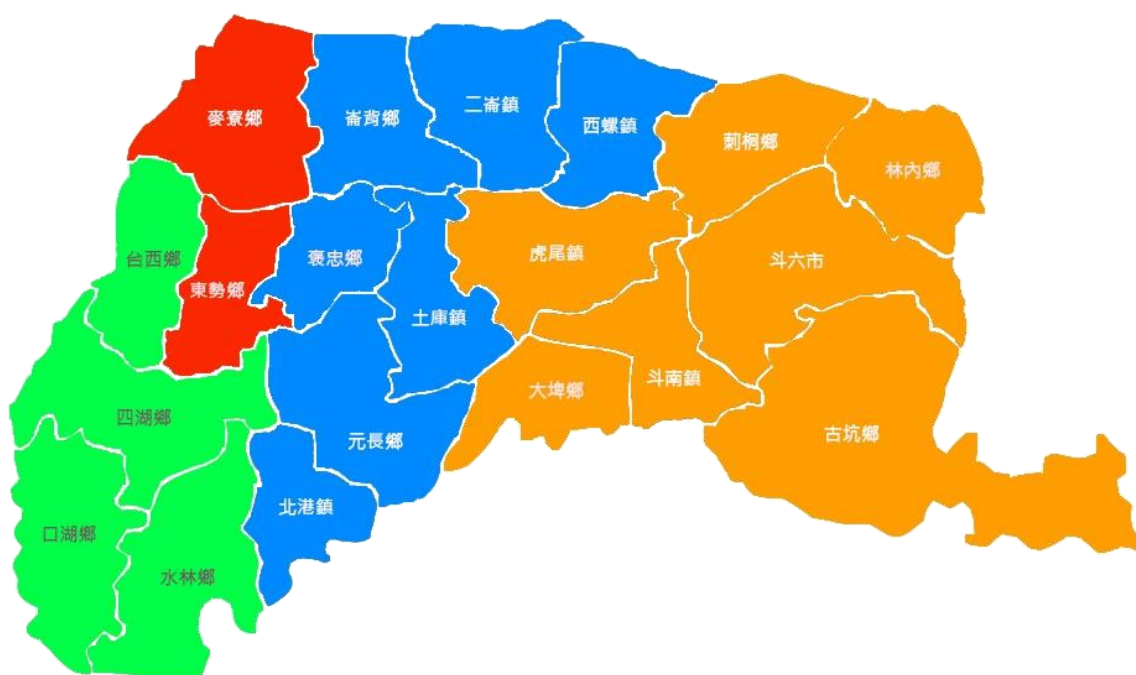 麥寮鄉
崙背鄉
二崙鎮
西螺鎮
莿桐鄉
林內鄉
台西鄉
東勢鄉
褒忠鄉
土庫鎮
虎尾鎮
斗六市
四湖鄉
元長鄉
大埤鄉
斗南鎮
古坑鄉
口湖鄉
水林鄉
北港鎮